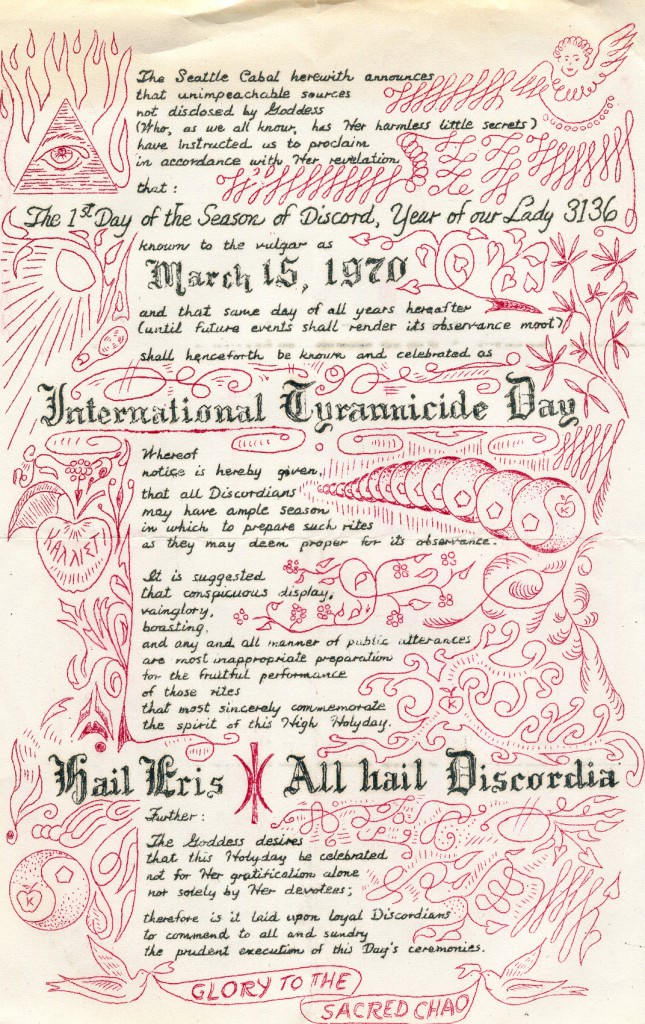 The Seattle Cabal herewith announces
that unimpeachable sources
not disclosed by Goddess
(Who, as we all know, has Her harmless little secrets)
have instructed us to proclaim
in accordance with Her revelation
that:
The 1st Day of the Season of Discord, Year of our Lady 3136
known to the vulgar as
March 15, 1970
and that same day of all years hereafter
(until future events shall render its observance moot)
shall henceforth be known and celebrated as
International Tyrannicide Day
Whereof
notice is hereby given,
that all Discordians
may have ample season
in which to prepare such rites
as they may deem proper for its observance.
ΚΑΛΛΙΣΤΙ
It is suggested
that conspicuous display,
vainglory,
boasting,
and any and all manner of public utterances
are most inappropriate preparation
for the fruitful performance
of those rites
that most sincerely commemorate
the spirit of this High Holyday.
K
Hail Eris All hail Discordia
Further:
The Goddess desires
that this Holyday be celebrated
not for Her gratification alone
nor solely by Her devotees;
K
therefore is it laid upon loyal Discordians
to commend to all and sundry
the prudent execution of this Day's ceremonies.
GLORY TO THE
SACRED CHAO